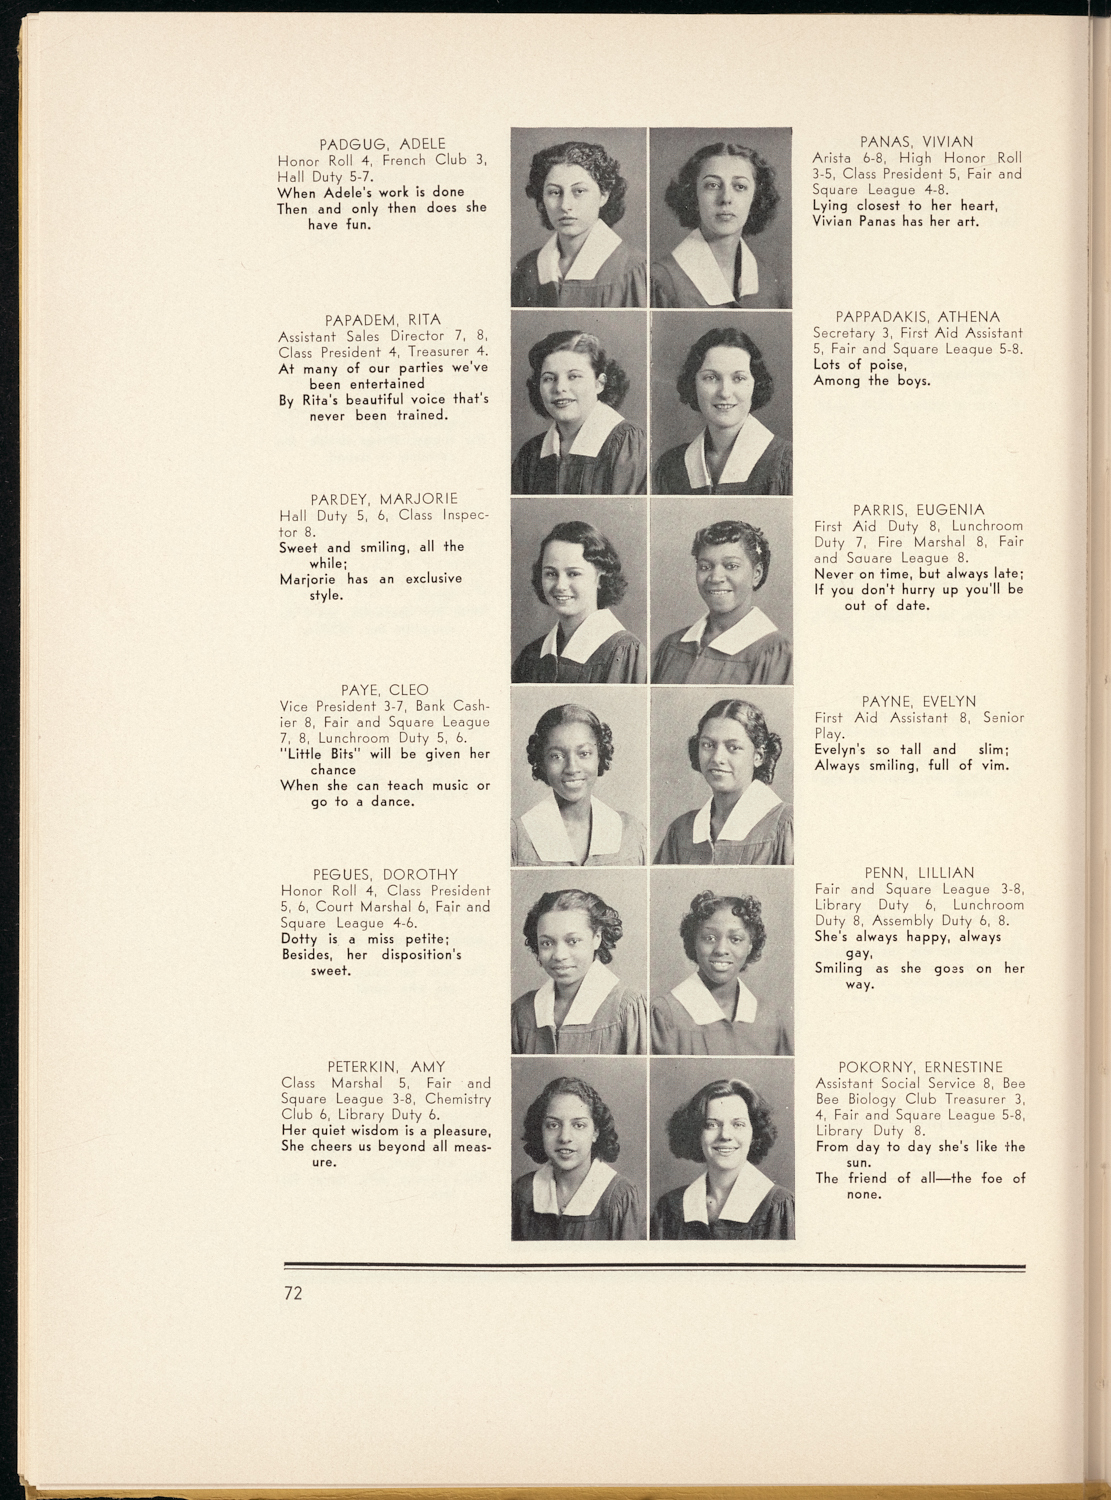 PADGUG, ADELE
Honor Roll 4, French Club 3,
Hall Duty 5-7.
When Adele's work is done
Then and only then does she
have fun.
PANAS, VIVIAN
Arista 6-8, High Honor Roll
3-5, Class President 5, Fair and
Square League 4-8.
Lying closest to her heart,
Vivian Panas has her art.
PAPADEM, RITA
Assistant Sales Director 7, 8,
Class President 4, Treasurer 4.
At many of our parties we've
been entertained
By Rita's beautiful voice that's
never been trained.
PAPPADAKIS, ATHENA
Secretary 3, First Aid Assistant
5, Fair and Square League 5-8.
Lots of poise,
Among the boys.
PARDEY, MARJORIE
Hall Duty 5, 6, Class Inspec-
tor 8.
Sweet and smiling, all the
while;
Marjorie has an exclusive
style.
PARRIS, EUGENIA
First Aid Duty 8, Lunchroom
Duty 7, Fire Marshal 8, Fair
and Square League 8.
Never on time, but always late;
If you don't hurry up you'll be
out of date.
PAYE, CLEO
Vice President 3-7, Bank Cash-
ier 8, Fair and Square League
7, 8, Lunchroom Duty 5, 6.
"Little Bits" will be given her
chance
When she can teach music or
go to a dance.
PAYNE, EVELYN
First Aid Assistant 8, Senior
Play.
Evelyn's so tall and slim;
Always smiling, full of vim.
PEGUES, DOROTHY
Honor Roll 4, Class President
5, 6, Court Marshal 6, Fair and
Square League 4-6.
Dotty is a miss petite;
Besides, her disposition's
sweet.
PENN, LILLIAN
Fair and Square League 3-8,
Library Duty 6, Lunchroom
Duty 8, Assembly Duty 6, 8.
She's always happy, always
gay,
Smiling as she goes on her
way.
PETERKIN, AMY
Class Marshal 5, Fair and
Square League 3-8, Chemistry
Club 6, Library Duty 6.
Her quiet wisdom is a pleasure,
She cheers us beyond all meas-
ure.
POKORNY, ERNESTINE
Assistant Social Service 8, Bee
Bee Biology Club Treasurer 3,
4, Fair and Square League 5-8,
Library Duty 8.
From day to day she's like the
sun.
The friend of all—the foe of
none.
72